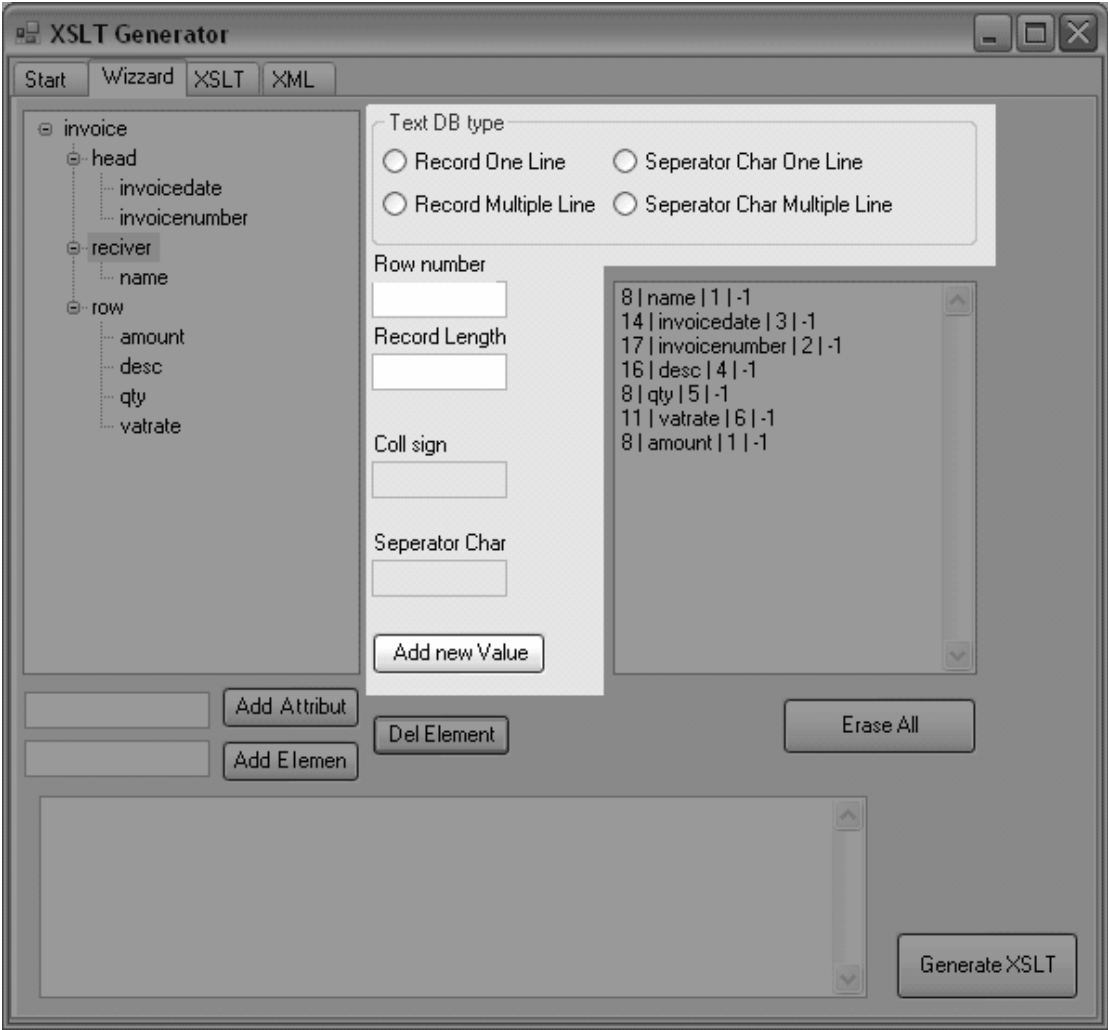 XSLT Generator
Start Wizzard XSLT XML
invoice
head
invoicedate
invoicenumber
reciver
name
row
amount
desc
qty
vatrate
Text DB type
Record One Line Seperator Char One Line
Record Multiple Line Seperator Char Multiple Line
Row number
Record Length
Coll sign
Seperator Char
Add new Value
8 | name | 1 | -1
14 | invoicedate | 3 | -1
17 | invoicenumber | 2 | -1
16 | desc | 4 | -1
8 | qty | 5 | -1
11 | vatrate | 6 | -1
8 | amount | 1 | -1
Add Attribut
Del Element
Erase All
Add Elemen
Generate XSLT